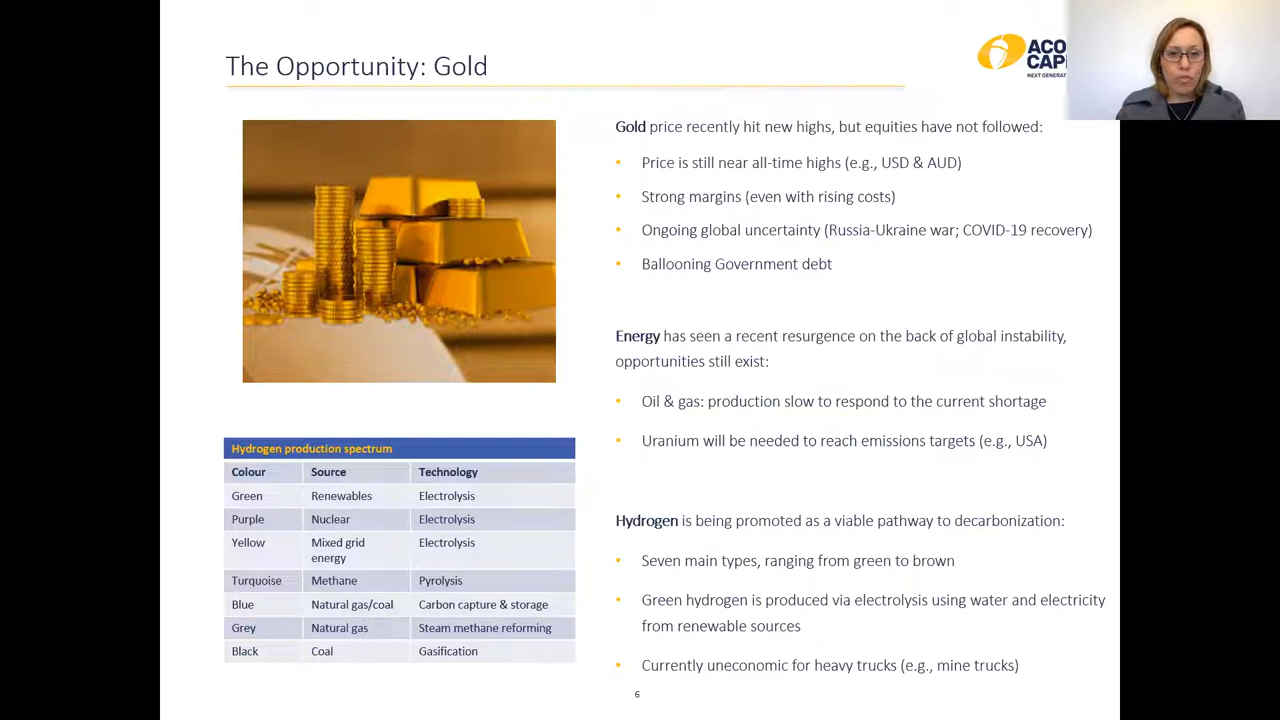 The Opportunity: Gold
Gold price recently hit new highs, but equities have not followed:
• Price is still near all-time highs (e.g., USD & AUD)
• Strong margins (even with rising costs)
• Ongoing global uncertainty (Russia-Ukraine war; COVID-19 recovery)
• Ballooning Government debt
Energy has seen a recent resurgence on the back of global instability,
opportunities still exist:
• Oil & gas: production slow to respond to the current shortage
• Uranium will be needed to reach emissions targets (e.g., USA)
Hydrogen is being promoted as a viable pathway to decarbonization:
• Seven main types, ranging from green to brown
• Green hydrogen is produced via electrolysis using water and electricity
from renewable sources
• Currently uneconomic for heavy trucks (e.g., mine trucks)
Hydrogen production spectrum
Colour Source Technology
Green Renewables Electrolysis
Purple Nuclear Electrolysis
Yellow Mixed grid Electrolysis
energy
Turquoise Methane Pyrolysis
Blue Natural gas/coal Carbon capture & storage
Grey Natural gas Steam methane reforming
Black Coal Gasification
6